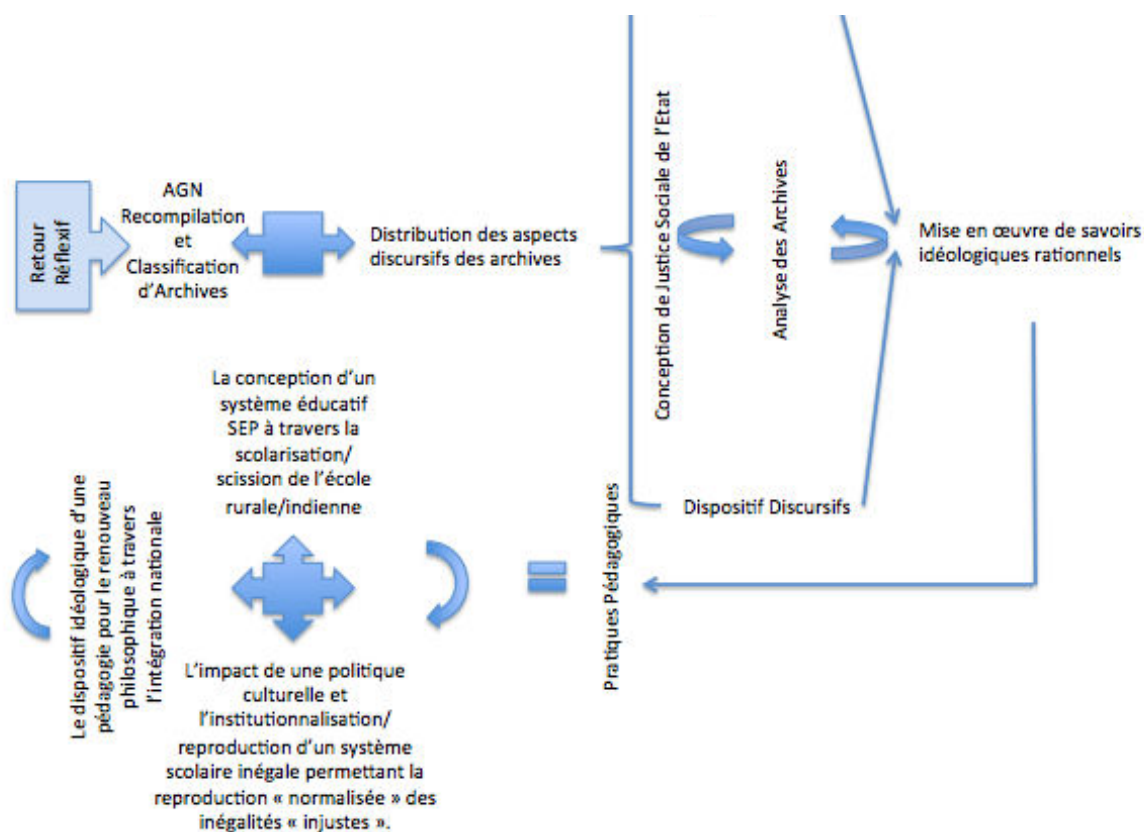 Retour
Réflexif
AGN
Recompilation
et
Classification
d'Archives
Distribution des aspects
discursifs des archives
Conception de Justice Sociale de l'Etat
Analyse des Archives
Mise en œuvre de savoirs
idéologiques rationnels
Dispositif Discursifs
Le dispositif idéologique d'une
pédagogie pour le renouveau
philosophique à travers
l'intégration nationale
La conception d'un
système éducatif
SEP à travers la
scolarisation/
scission de l'école
rurale/indienne
L'impact de une politique
culturelle et
l'institutionnalisation/
reproduction d'un système
scolaire inégale permettant la
reproduction « normalisée » des
inégalités « injustes ».
Pratiques Pédagogiques